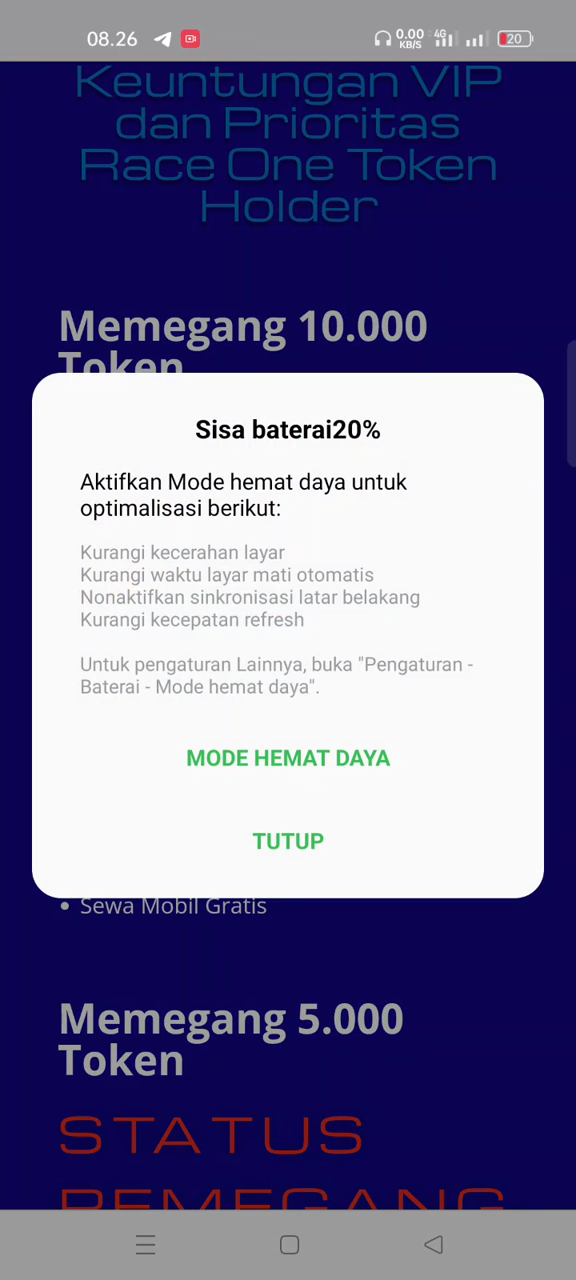 08.26
0.00
KB/S
4G
20
Keuntungan VIP
dan Prioritas
Race One Token
Holder
Memegang 10.000
Token
Sisa baterai20%
Aktifkan Mode hemat daya untuk
optimalisasi berikut:
Kurangi kecerahan layar
Kurangi waktu layar mati otomatis
Nonaktifkan sinkronisasi latar belakang
Kurangi kecepatan refresh
Untuk pengaturan Lainnya, buka "Pengaturan -
Baterai - Mode hemat daya".
MODE HEMAT DAYA
TUTUP
• Sewa Mobil Gratis
Memegang 5.000
Token
STATUS
PEMEGANG